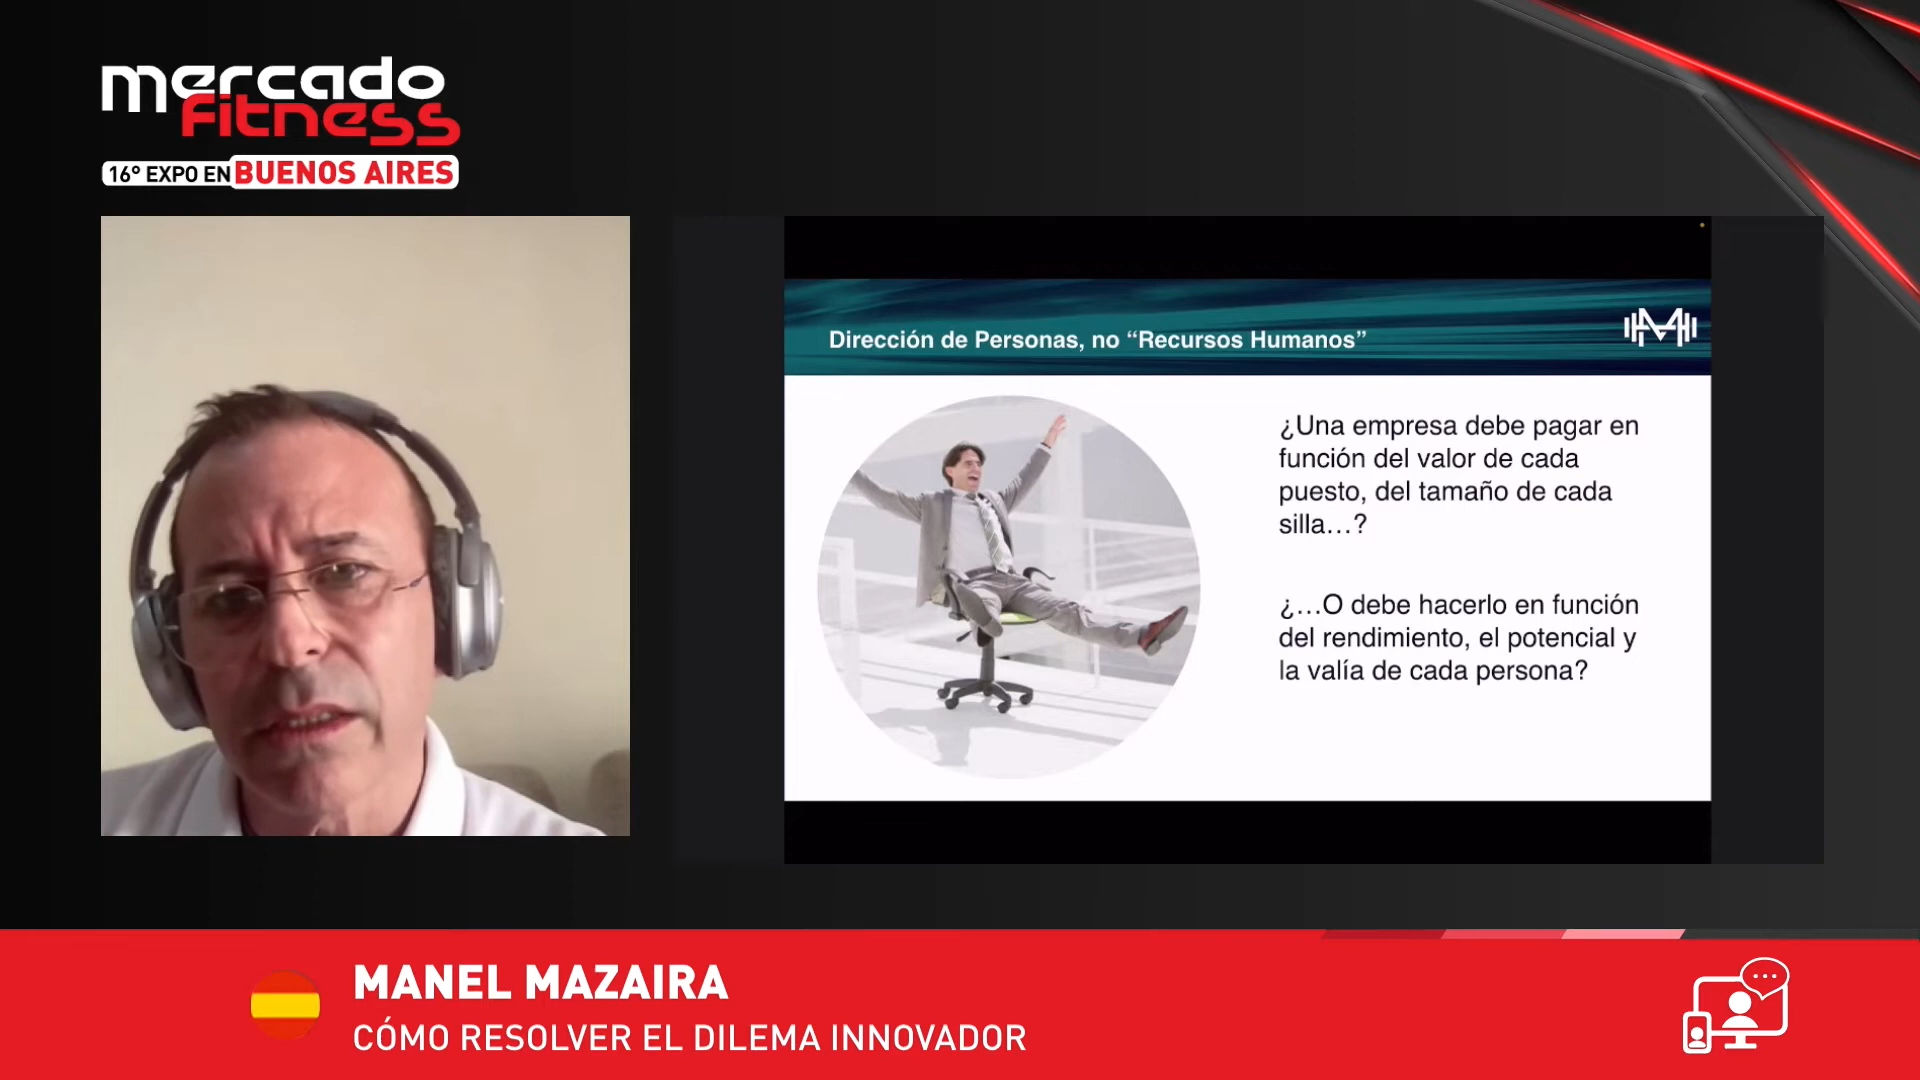 mercado
fitness
16° EXPO EN BUENOS AIRES
Dirección de Personas, no “Recursos Humanos”
¿Una empresa debe pagar en
función del valor de cada
puesto, del tamaño de cada
silla…?
¿…O debe hacerlo en función
del rendimiento, el potencial y
la valía de cada persona?
MANEL MAZAIRA
CÓMO RESOLVER EL DILEMA INNOVADOR